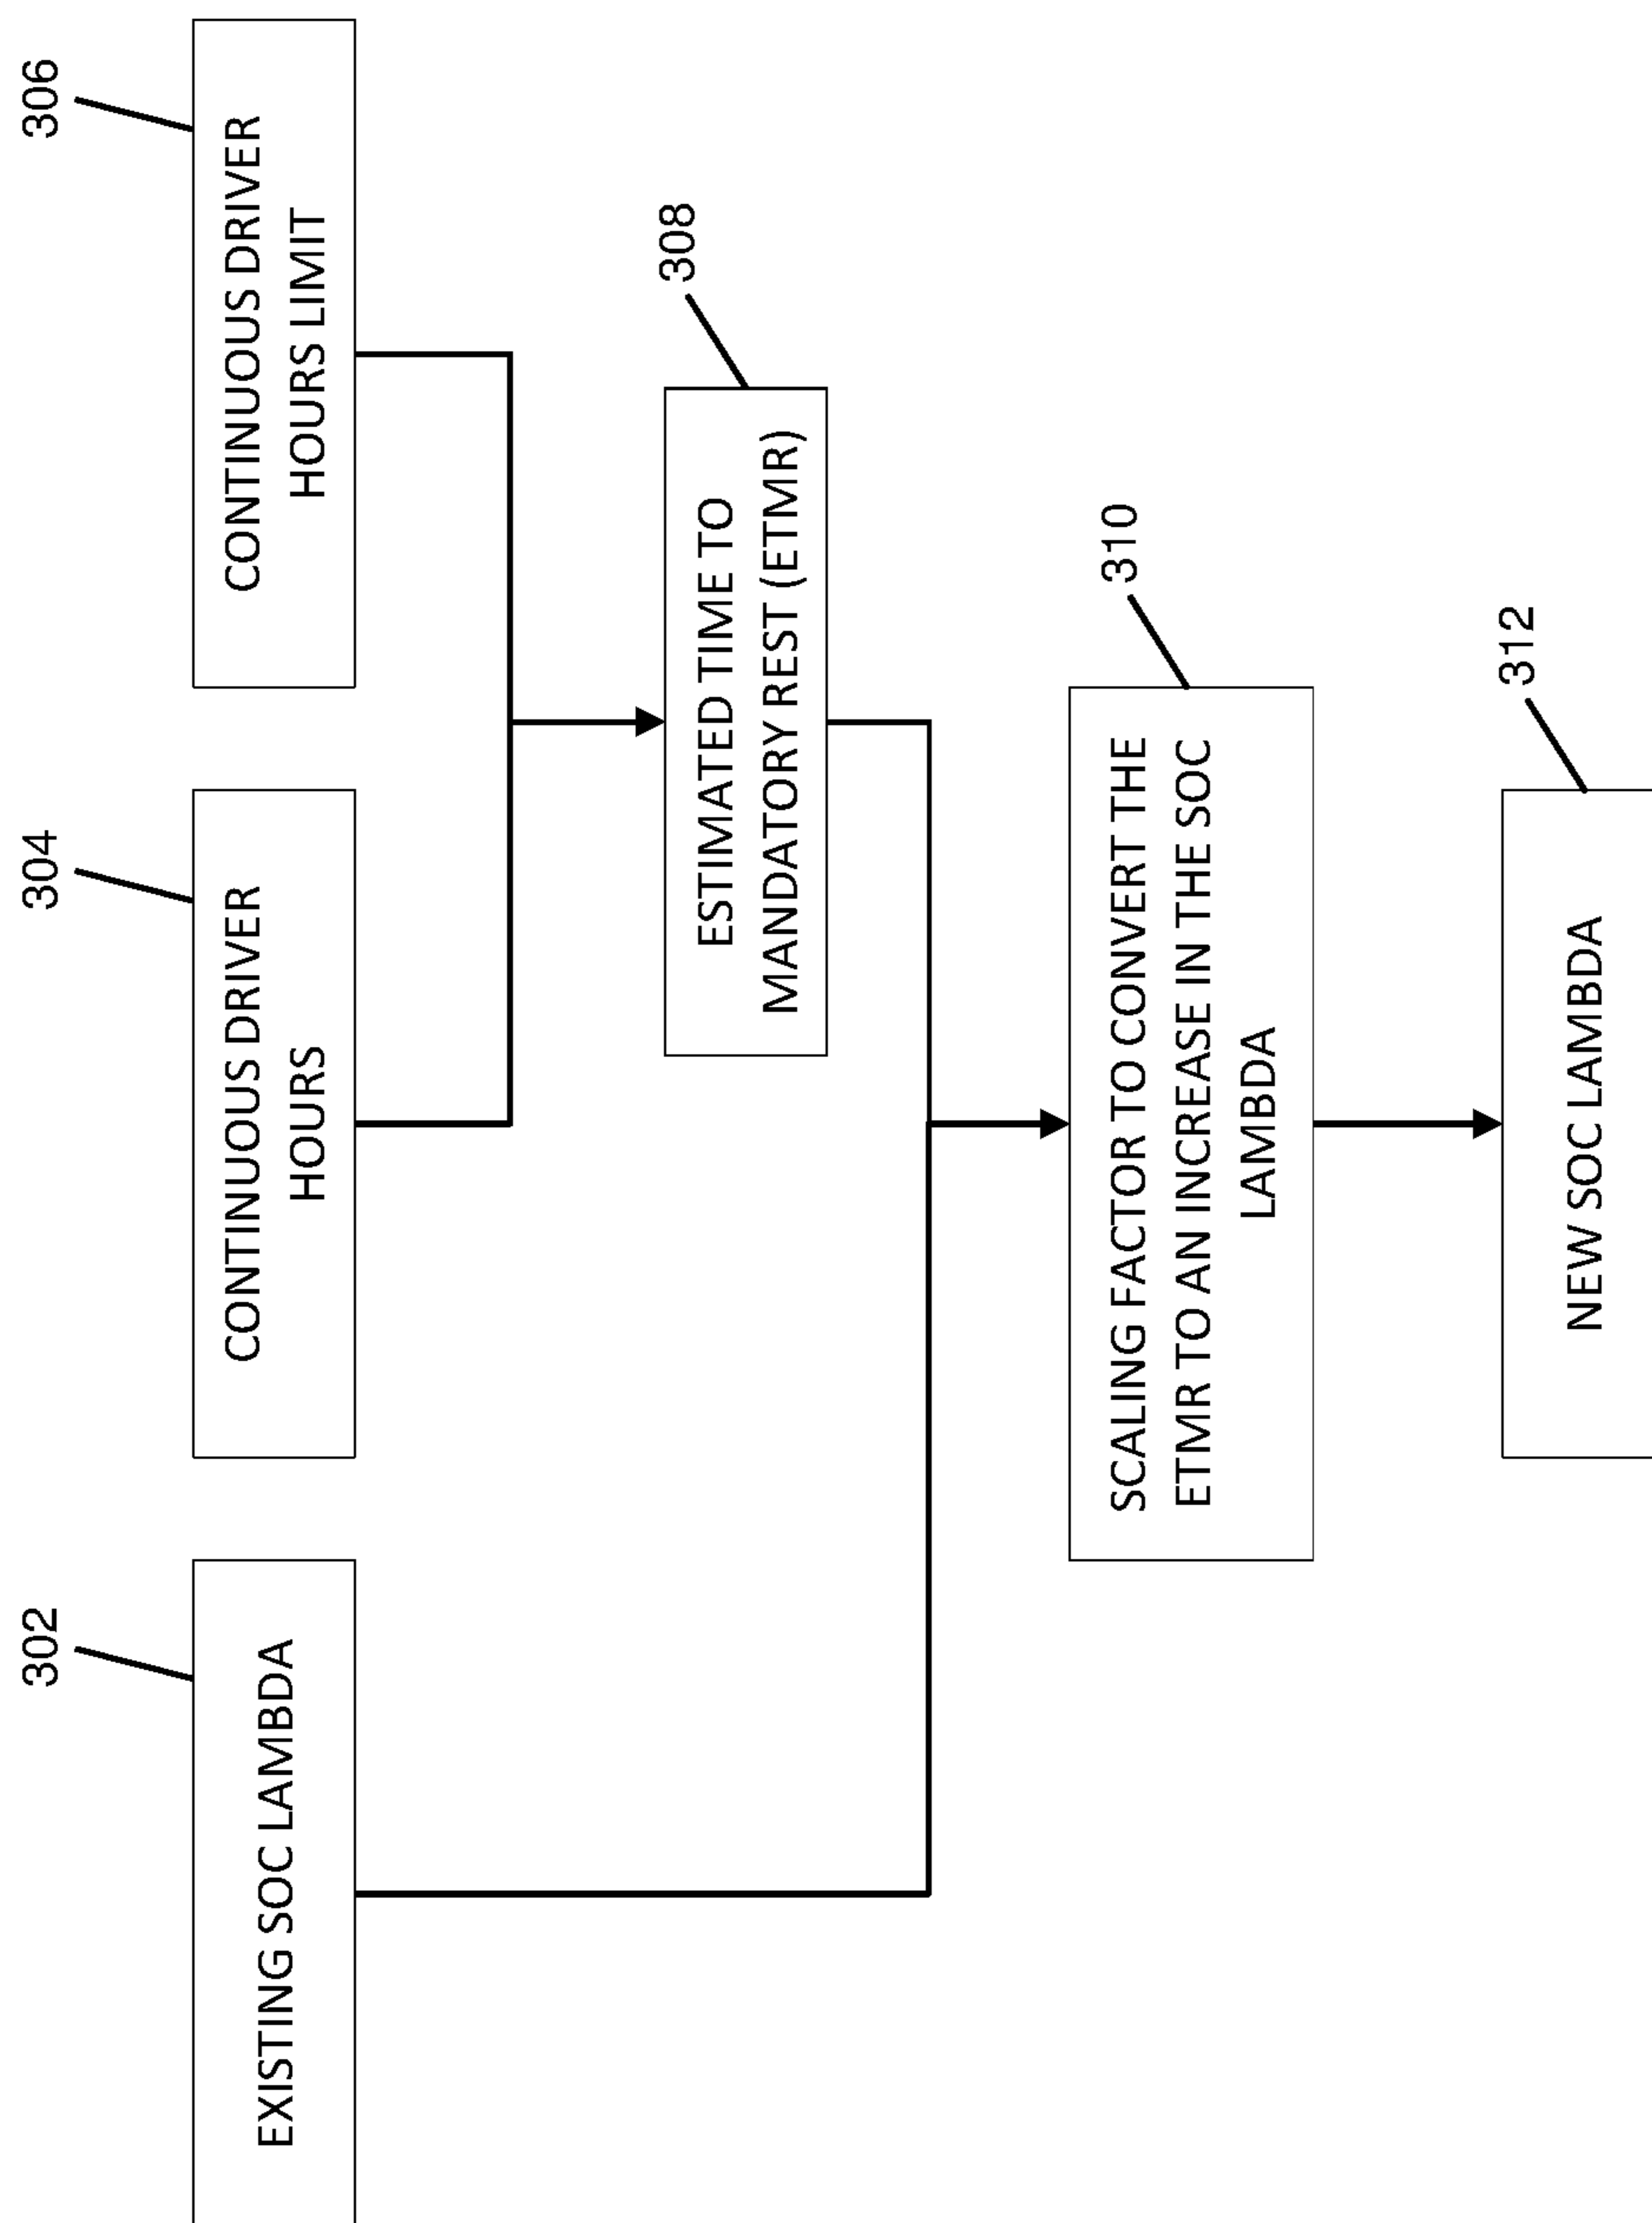 302
EXISTING SOC LAMBDA
304
CONTINUOUS DRIVER
HOURS
306
CONTINUOUS DRIVER
HOURS LIMIT
308
ESTIMATED TIME TO
MANDATORY REST (ETMR)
310
SCALING FACTOR TO CONVERT THE
ETMR TO AN INCREASE IN THE SOC
LAMBDA
312
NEW SOC LAMBDA